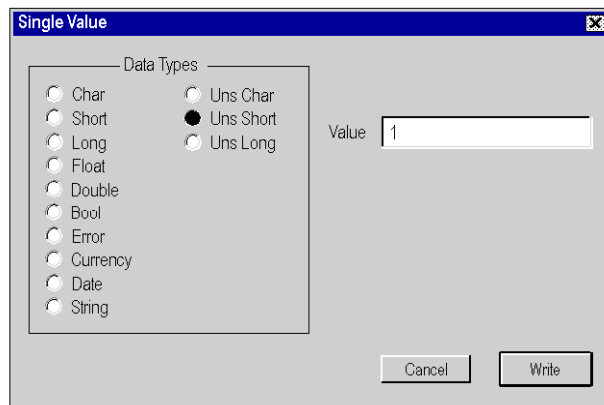 Single Value
Data Types
Char
Short
Long
Float
Double
Bool
Error
Currency
Date
String
Uns Char
Uns Short
Uns Long
Value 1
Cancel Write